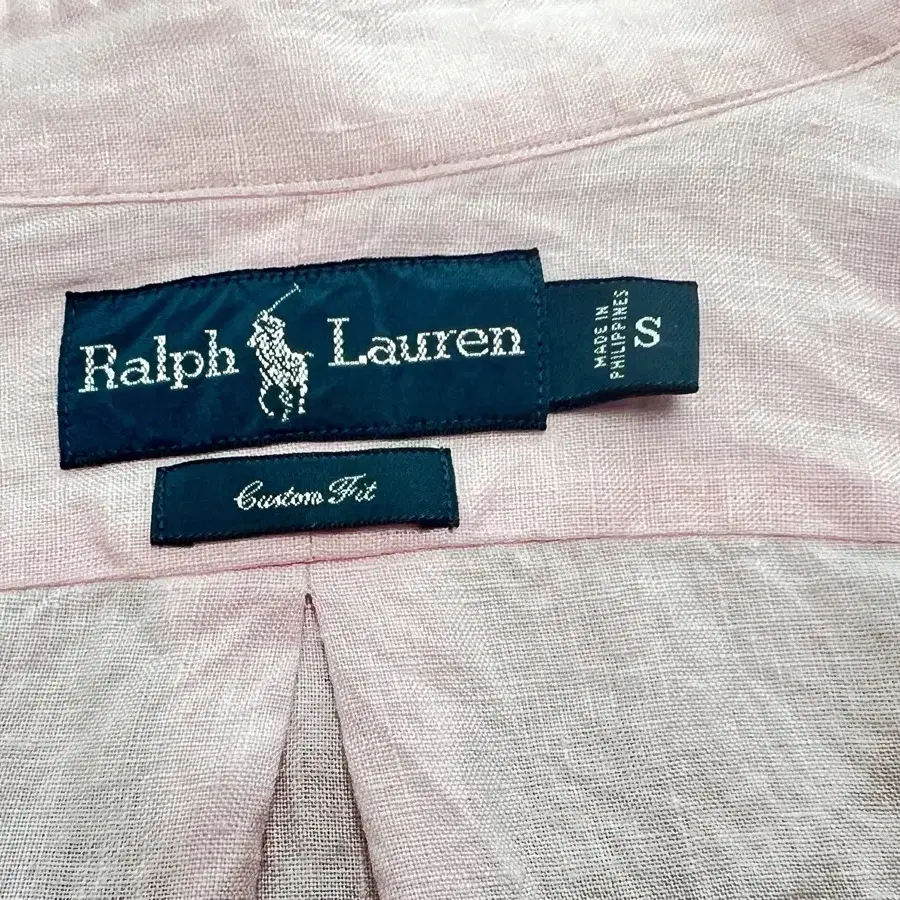 Ralph Lauren
MADE IN
PHILIPPINES
S
Custom Fit